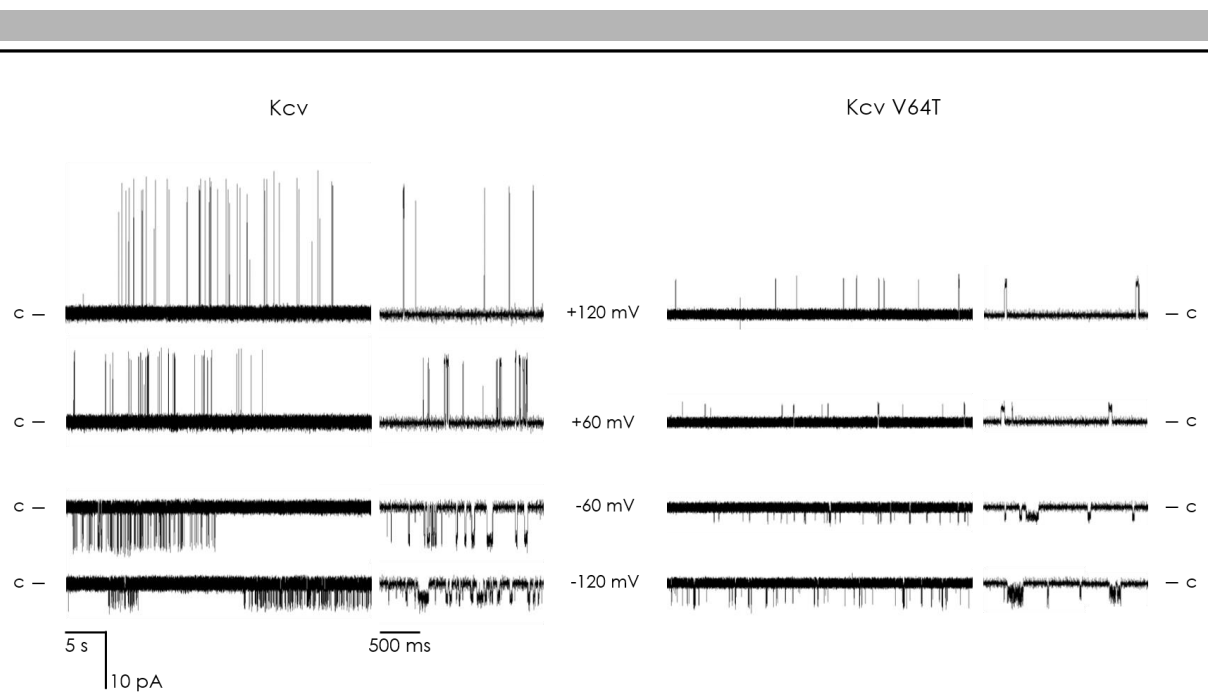 Kcv Kcv V64T
c – +120 mV – c
c – +60 mV – c
c – -60 mV – c
c – -120 mV – c
5 s 500 ms
10 pA